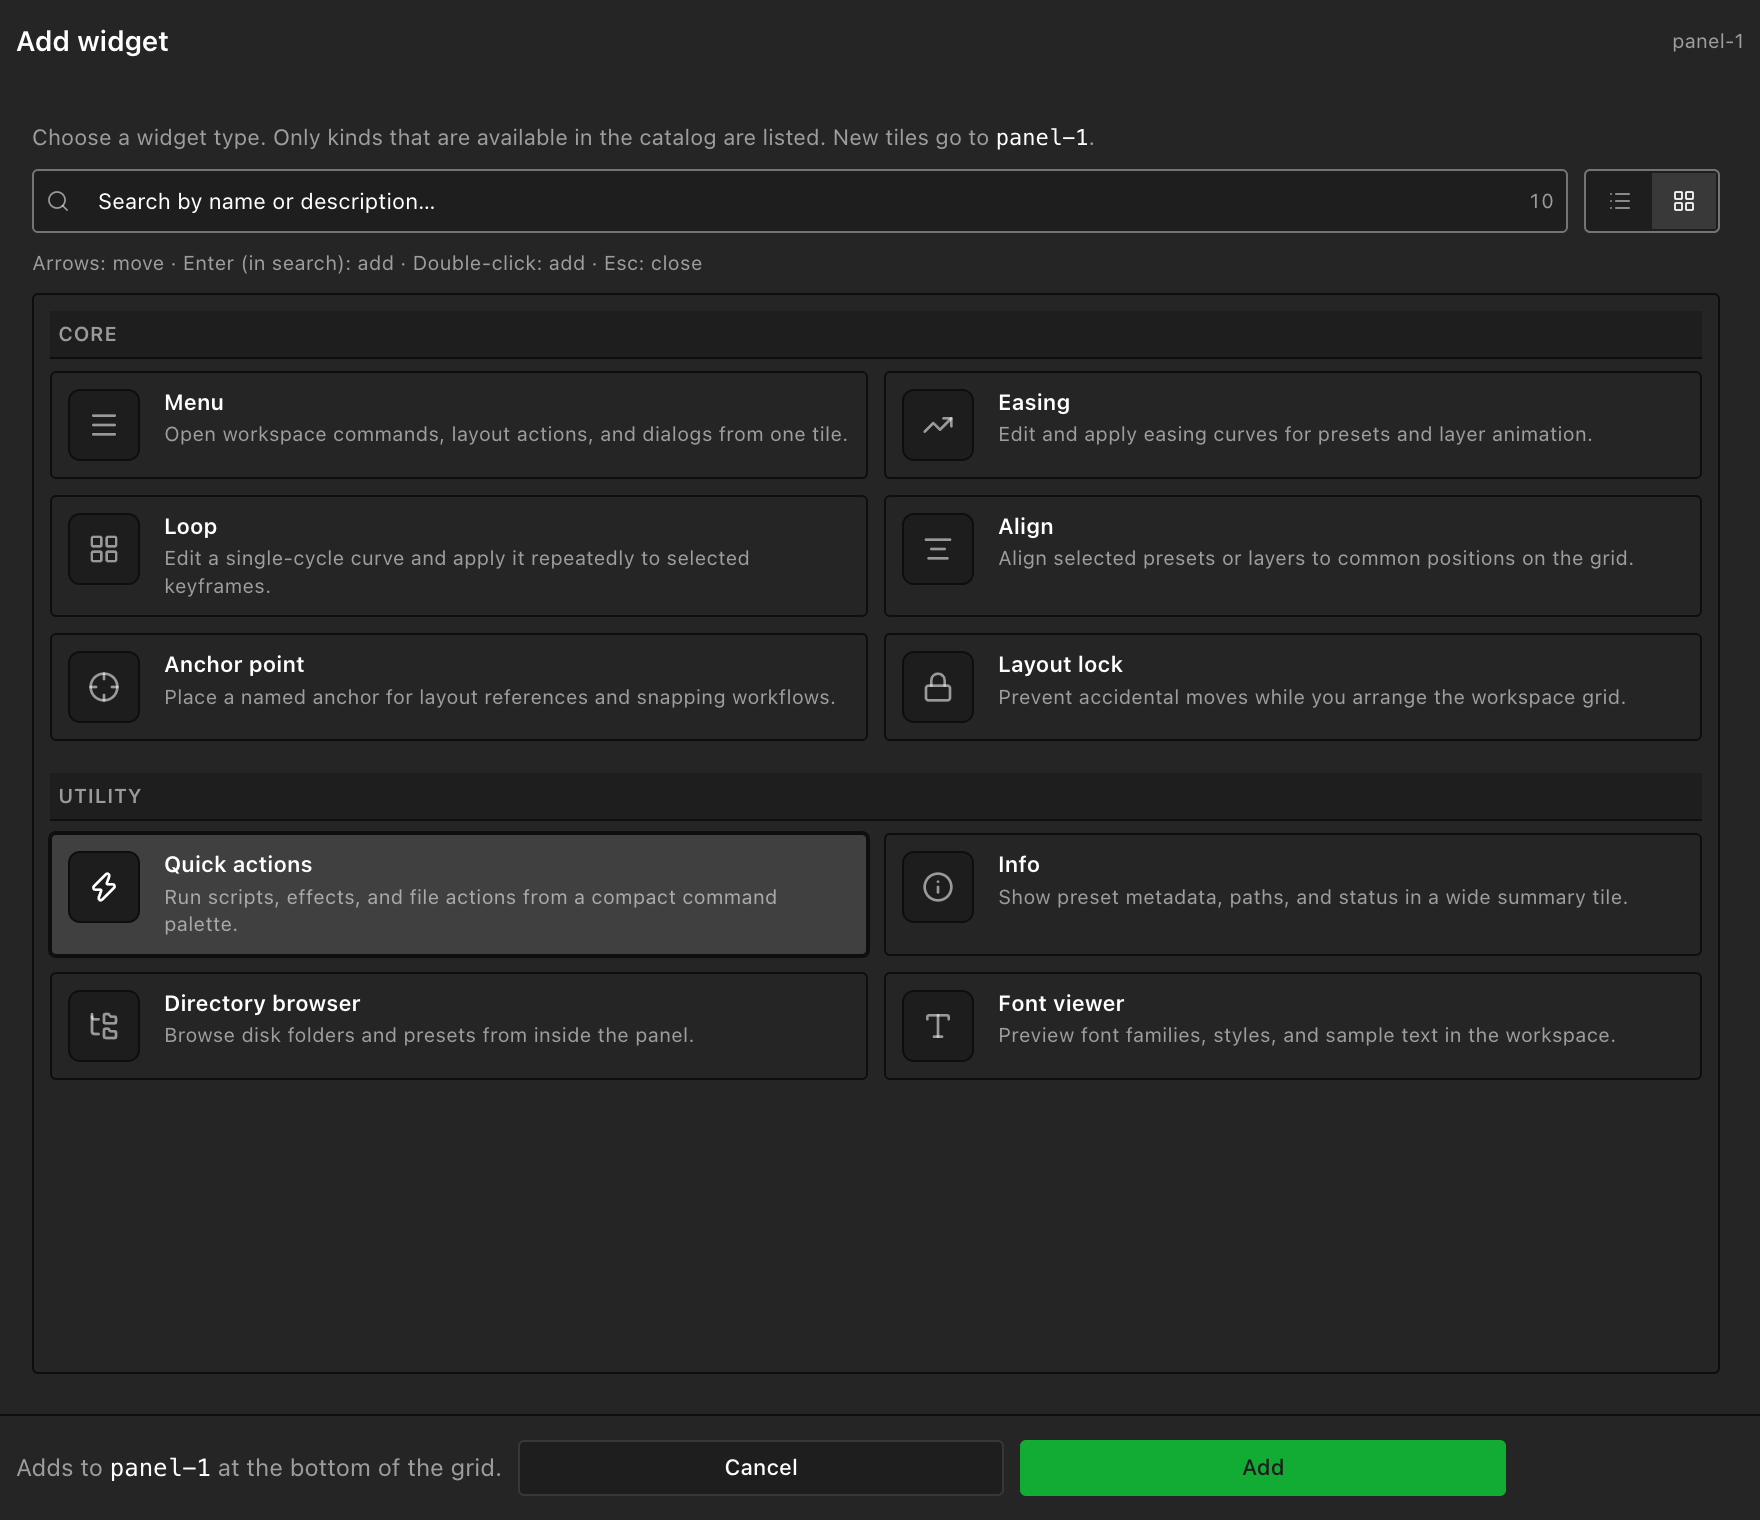 Add widget
panel-1
Choose a widget type. Only kinds that are available in the catalog are listed. New tiles go to panel-1.
Search by name or description...
10
Arrows: move · Enter (in search): add · Double-click: add · Esc: close
CORE
Menu
Open workspace commands, layout actions, and dialogs from one tile.
Easing
Edit and apply easing curves for presets and layer animation.
Loop
Edit a single-cycle curve and apply it repeatedly to selected
keyframes.
Align
Align selected presets or layers to common positions on the grid.
Anchor point
Place a named anchor for layout references and snapping workflows.
Layout lock
Prevent accidental moves while you arrange the workspace grid.
UTILITY
Quick actions
Run scripts, effects, and file actions from a compact command
palette.
Info
Show preset metadata, paths, and status in a wide summary tile.
Directory browser
Browse disk folders and presets from inside the panel.
Font viewer
Preview font families, styles, and sample text in the workspace.
Adds to panel-1 at the bottom of the grid.
Cancel
Add